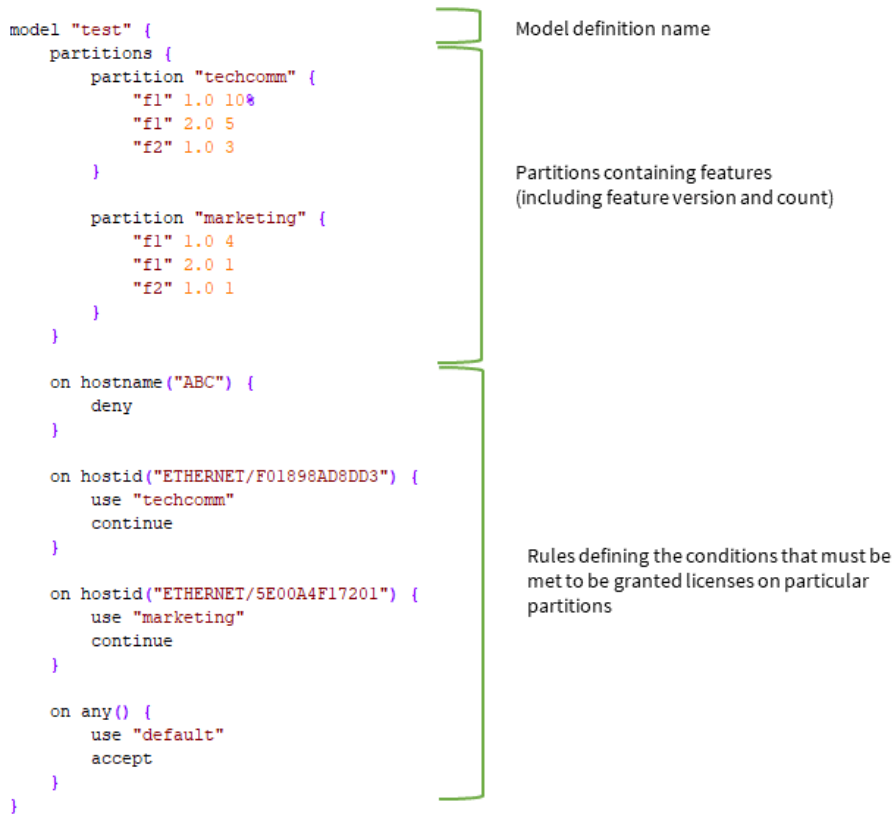 model "test" {
Model definition name
partitions {
partition "techcomm" {
"f1" 1.0 10%
"f1" 2.0 5
"f2" 1.0 3
}
Partitions containing features
(including feature version and count)
partition "marketing" {
"f1" 1.0 4
"f1" 2.0 1
"f2" 1.0 1
}
}
on hostname("ABC") {
deny
}
on hostid("ETHERNET/F01898AD8DD3") {
use "techcomm"
continue
}
Rules defining the conditions that must be
met to be granted licenses on particular
partitions
on hostid("ETHERNET/5E00A4F17201") {
use "marketing"
continue
}
on any() {
use "default"
accept
}
}